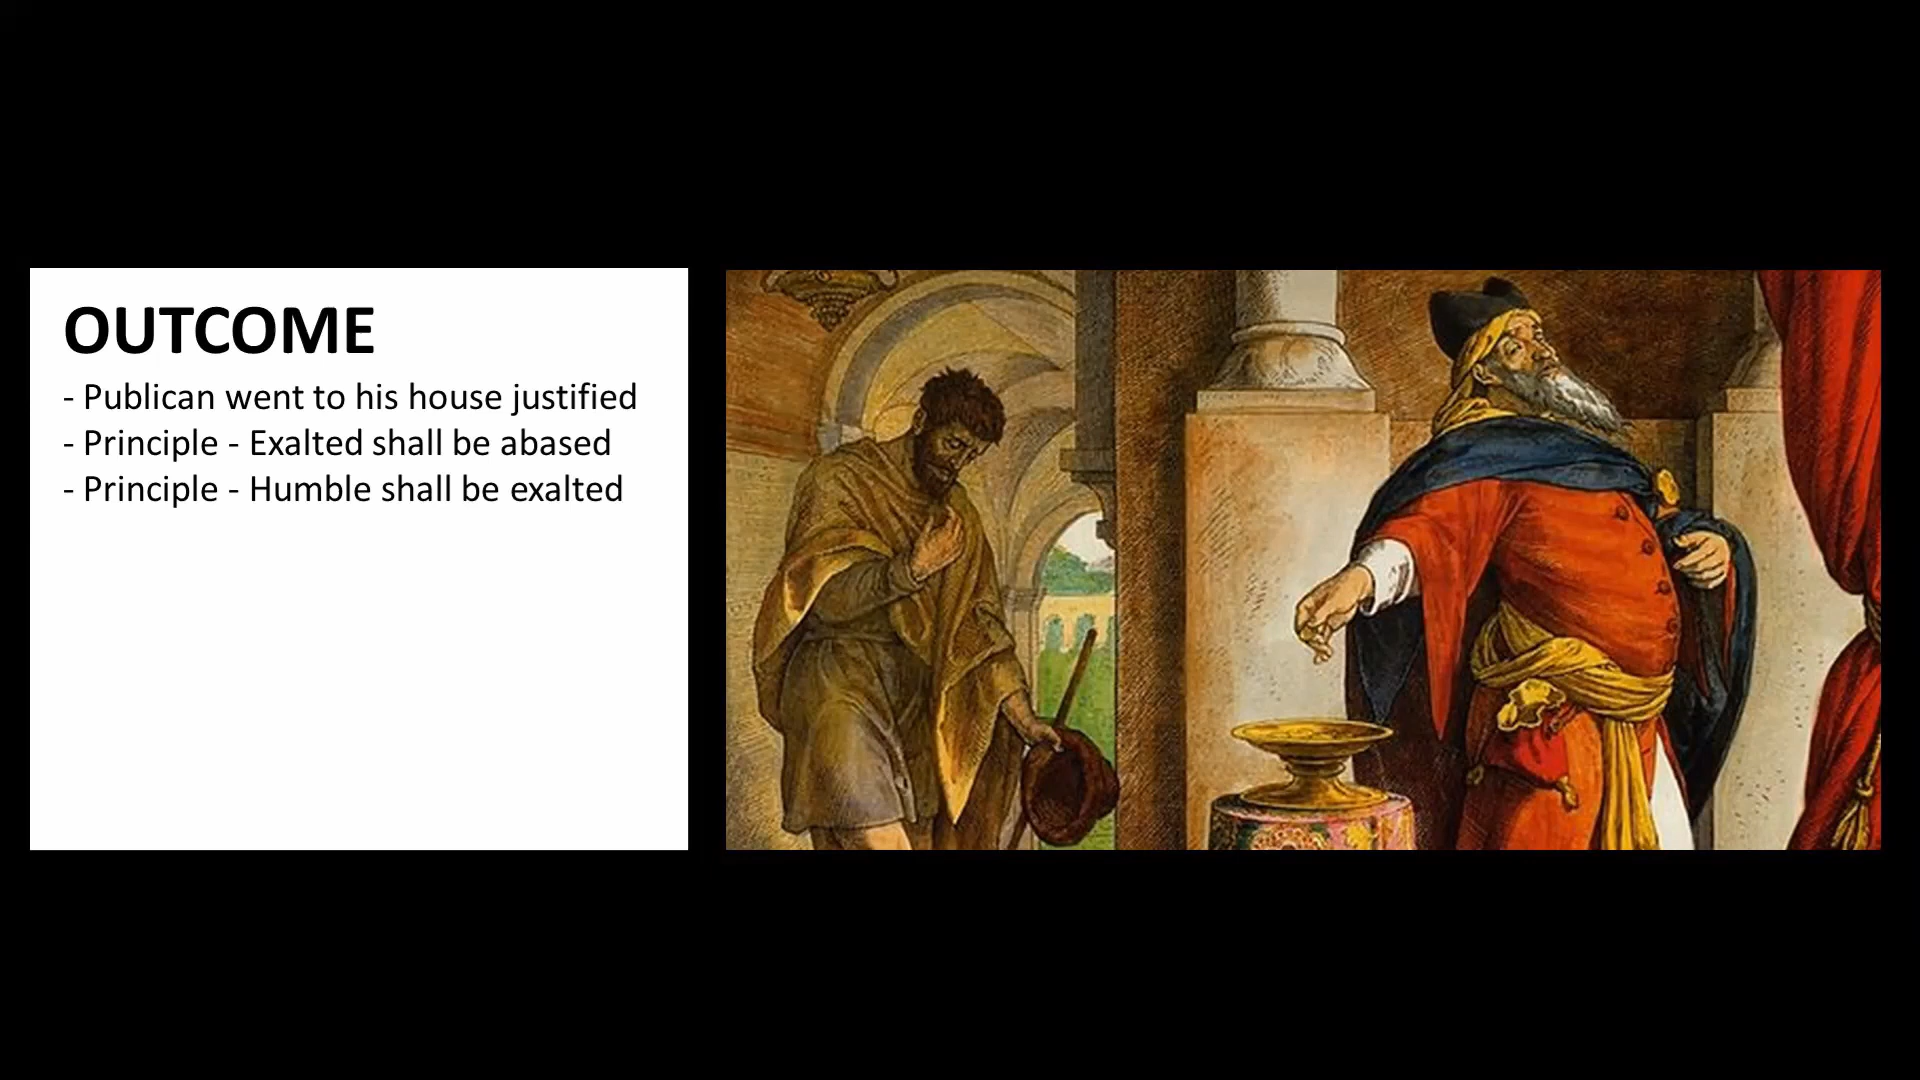 OUTCOME
- Publican went to his house justified
- Principle - Exalted shall be abased
- Principle - Humble shall be exalted